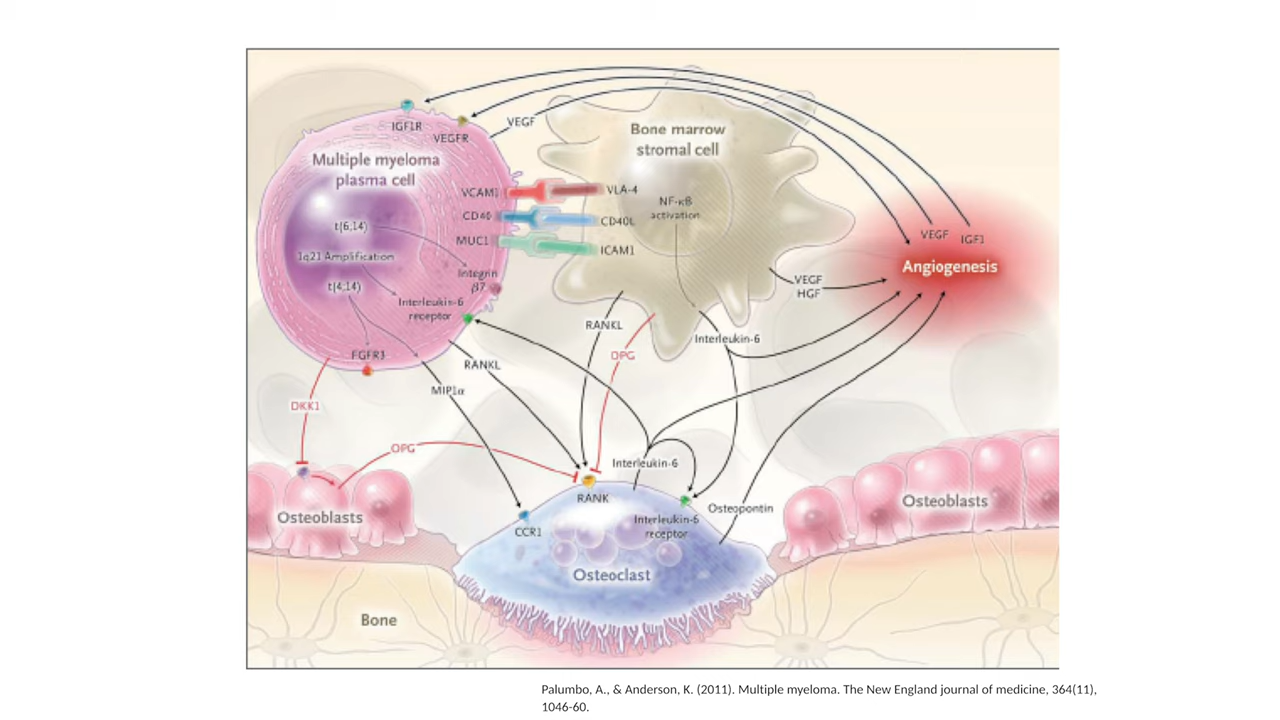 IGF1R
VEGFR
VEGF
Bone marrow
stromal cell
Multiple myeloma
plasma cell
VCAM1
VLA-4
CD40
CD40L
MUC1
ICAM1
NF-κB
activation
t(6;14)
1q21 Amplification
t(4;14)
Integrin
β7
Interleukin-6
receptor
FGFR3
VEGF
IGF1
Angiogenesis
VEGF
HGF
RANKL
OPG
Interleukin-6
RANKL
MIP1α
DKK1
OPG
Interleukin-6
RANK
CCR1
Interleukin-6
receptor
Osteopontin
Osteoblasts
Osteoblasts
Osteoclast
Bone
Palumbo, A., & Anderson, K. (2011). Multiple myeloma. The New England journal of medicine, 364(11),
1046-60.